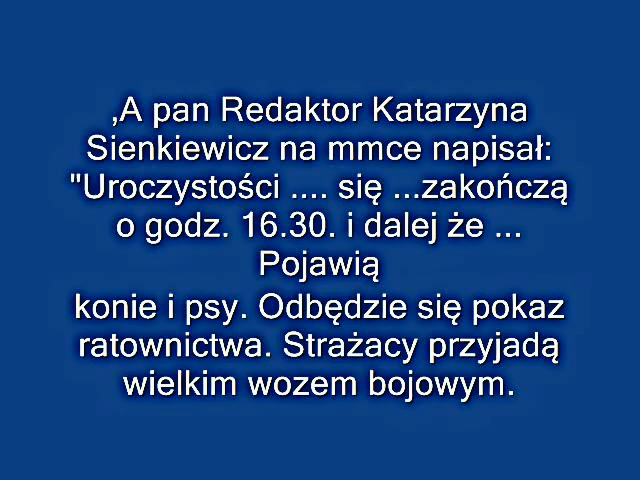 ,A pan Redaktor Katarzyna
Sienkiewicz na mmce napisał:
"Uroczystości .... się ...zakończą
o godz. 16.30. i dalej że ...
Pojawią
konie i psy. Odbędzie się pokaz
ratownictwa. Strażacy przyjadą
wielkim wozem bojowym.